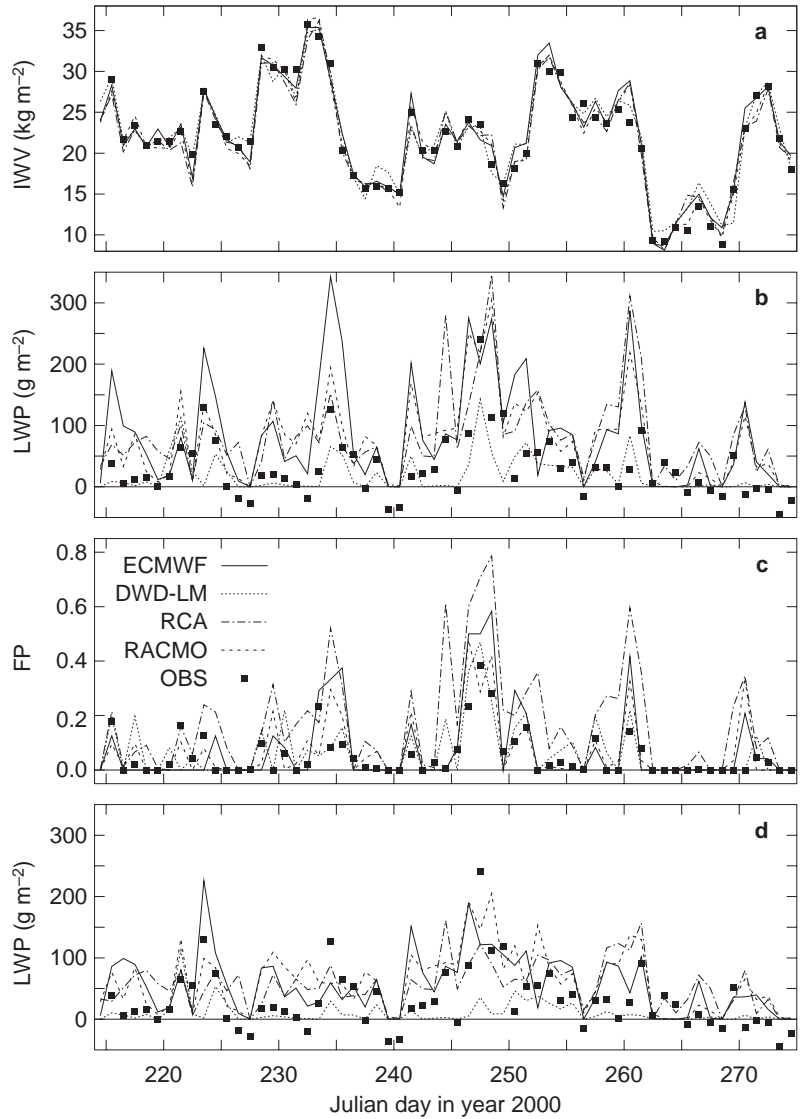 a
35
30
25
20
15
10
IWV (kg m⁻²)
b
300
200
100
0
LWP (g m⁻²)
c
0.8
0.6
0.4
0.2
0.0
FP
ECMWF
DWD-LM
RCA
RACMO
OBS
d
300
200
100
0
LWP (g m⁻²)
220 230 240 250 260 270
Julian day in year 2000